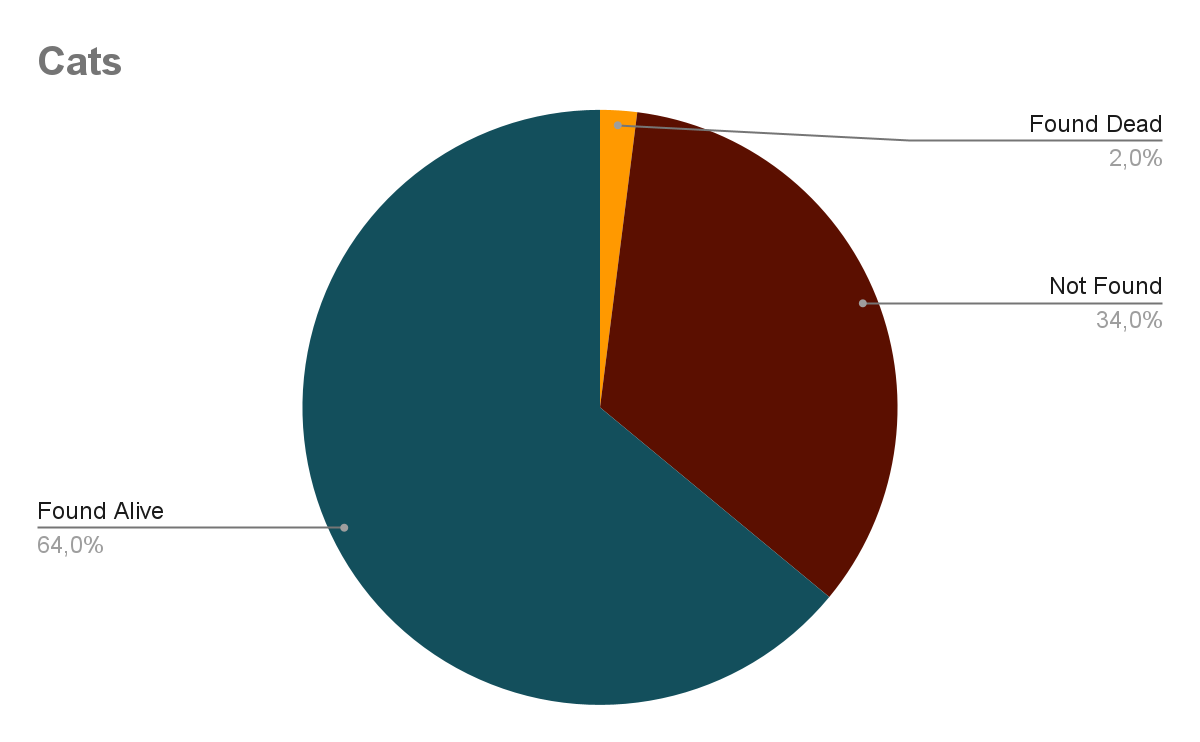 Cats
Found Dead
2,0%
Not Found
34,0%
Found Alive
64,0%